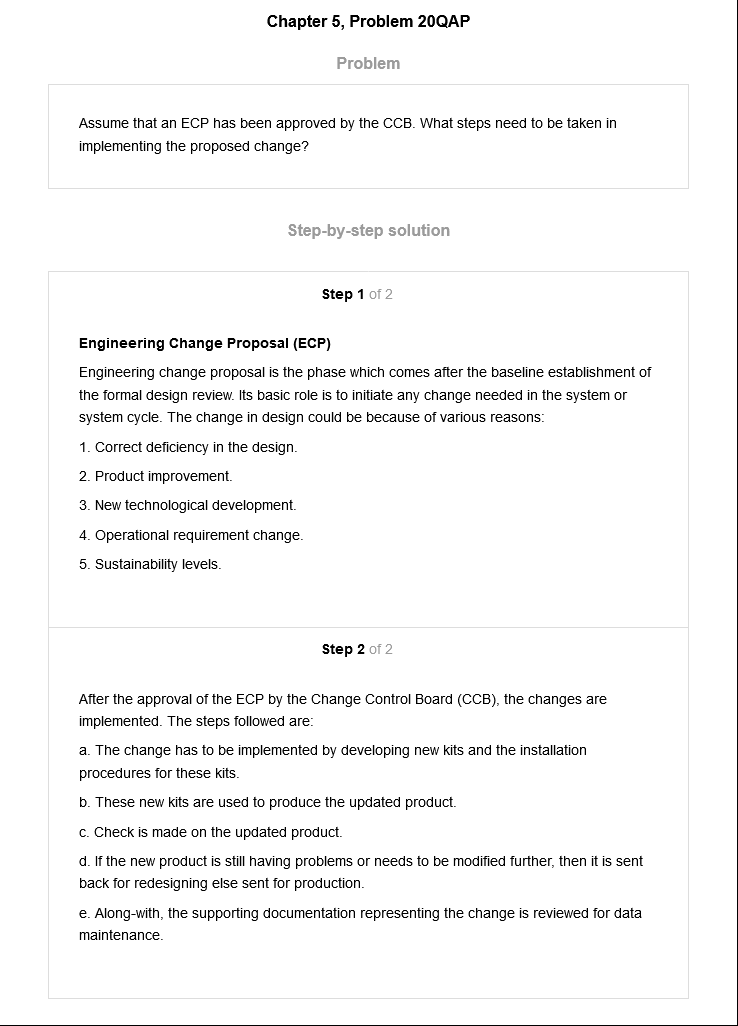 Chapter 5, Problem 20QAP
Problem
Assume that an ECP has been approved by the CCB. What steps need to be taken in
implementing the proposed change?
Step-by-step solution
Step 1 of 2
Engineering Change Proposal (ECP)
Engineering change proposal is the phase which comes after the baseline establishment of
the formal design review. Its basic role is to initiate any change needed in the system or
system cycle. The change in design could be because of various reasons:
1. Correct deficiency in the design.
2. Product improvement.
3. New technological development.
4. Operational requirement change.
5. Sustainability levels.
Step 2 of 2
After the approval of the ECP by the Change Control Board (CCB), the changes are
implemented. The steps followed are:
a. The change has to be implemented by developing new kits and the installation
procedures for these kits.
b. These new kits are used to produce the updated product.
c. Check is made on the updated product.
d. If the new product is still having problems or needs to be modified further, then it is sent
back for redesigning else sent for production.
e. Along-with, the supporting documentation representing the change is reviewed for data
maintenance.